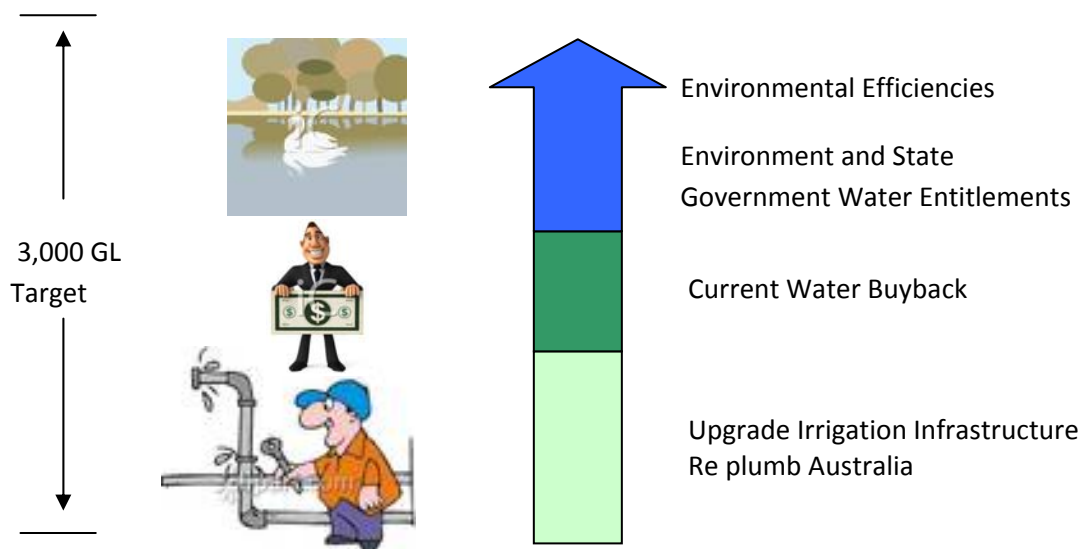 Environmental Efficiencies
Environment and State
Government Water Entitlements
3,000 GL
Target
Current Water Buyback
Upgrade Irrigation Infrastructure
Re plumb Australia